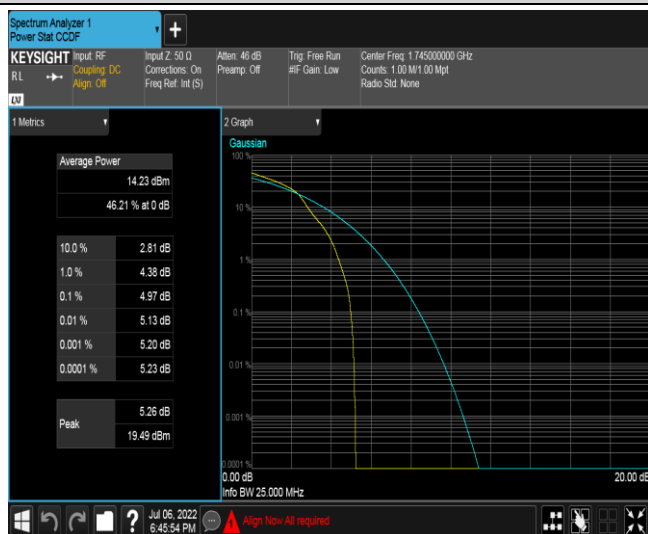 Spectrum Analyzer 1
Power Stat CCDF
KEYSIGHT
RL
LXI
Input: RF
Coupling: DC
Align: Off
Input Z: 50 Ω
Corrections: On
Freq Ref: Int (S)
Atten: 46 dB
Preamp: Off
Trig: Free Run
#IF Gain: Low
Center Freq: 1.745000000 GHz
Counts: 1.00 M/1.00 Mpt
Radio Std: None
1 Metrics
Average Power
14.23 dBm
46.21 % at 0 dB
10.0 % 2.81 dB
1.0 % 4.38 dB
0.1 % 4.97 dB
0.01 % 5.13 dB
0.001 % 5.20 dB
0.0001 % 5.23 dB
Peak
5.26 dB
19.49 dBm
2 Graph
Gaussian
100 %
10 %
1 %
0.1 %
0.01 %
0.001 %
0.0001 %
0.00 dB 20.00 dB
Info BW 25.000 MHz
?
Jul 06, 2022
6:45:54 PM
Align Now All required